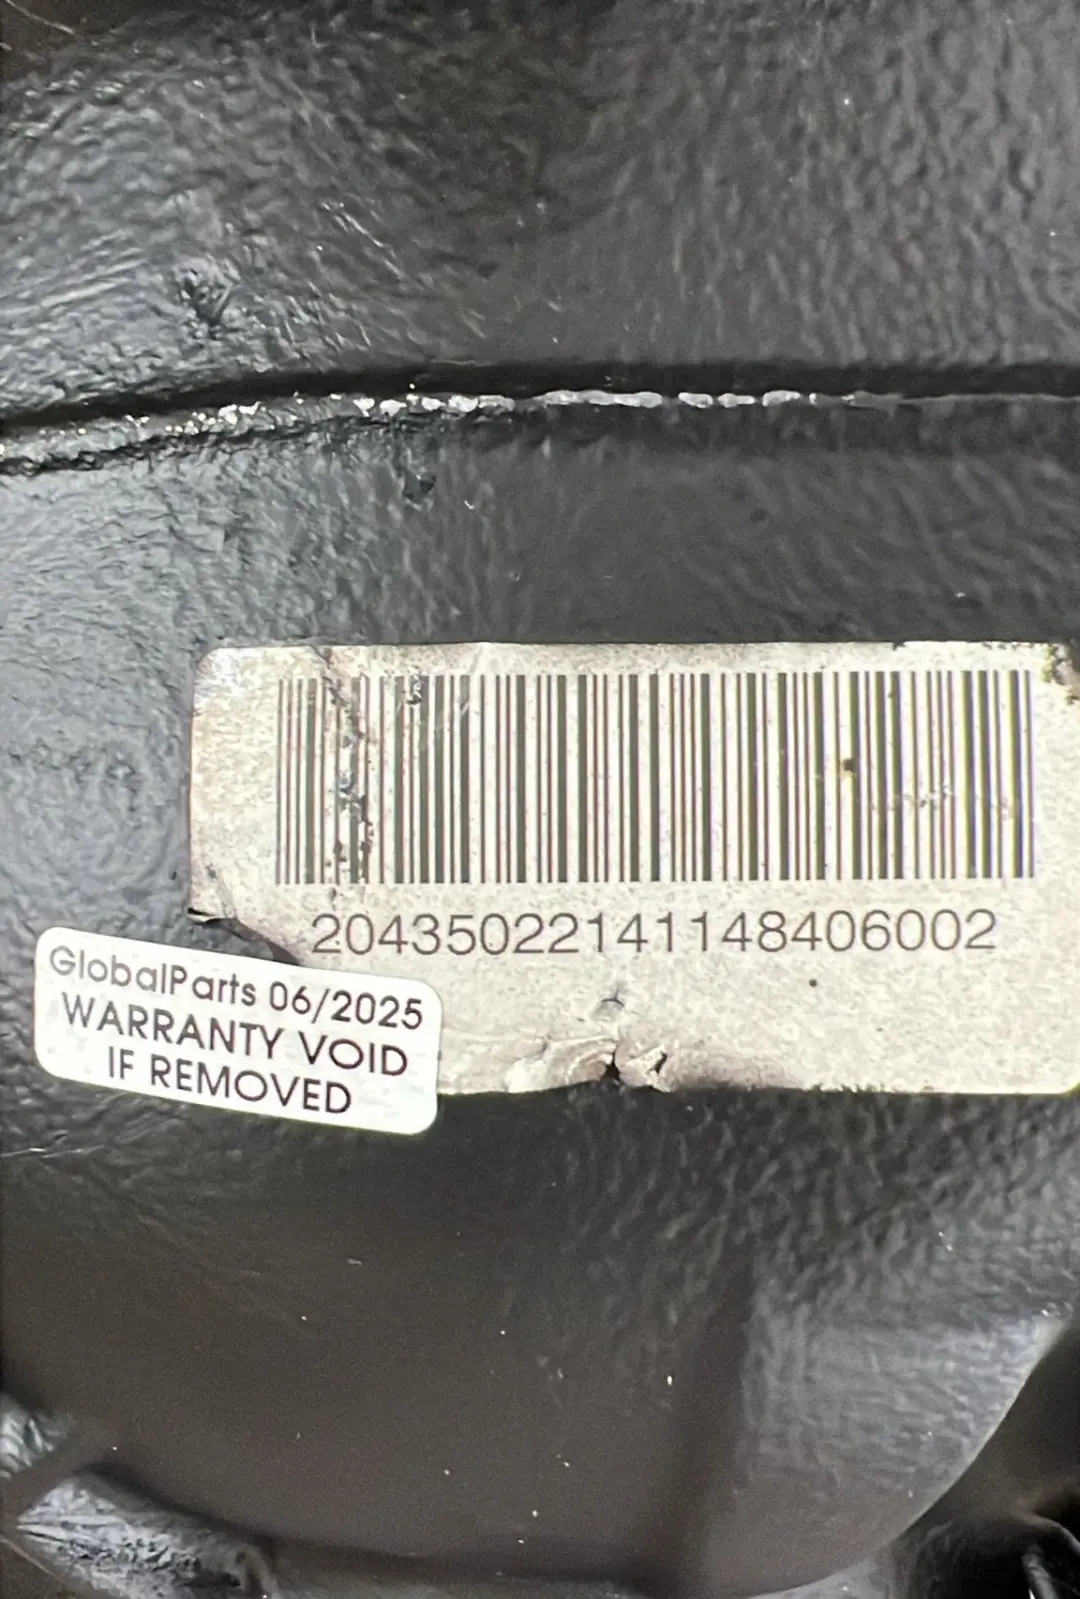 20435022141148406002
GlobalParts 06/2025
WARRANTY VOID
IF REMOVED